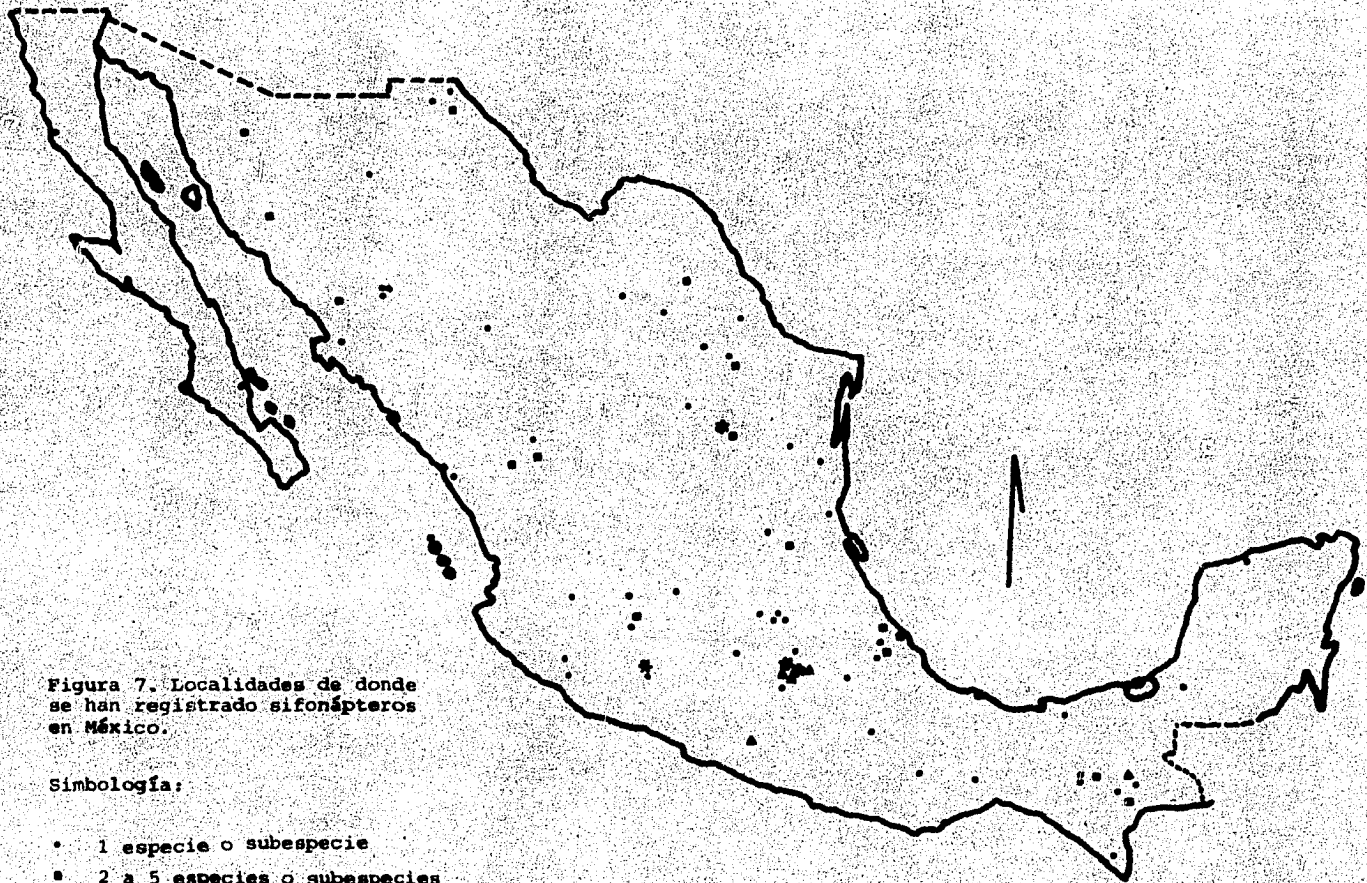 Figura 7. Localidades de donde
se han registrado sifonápteros
en México.
Simbología:
• 1 especie o subespecie
■ 2 a 5 especies o subespecies